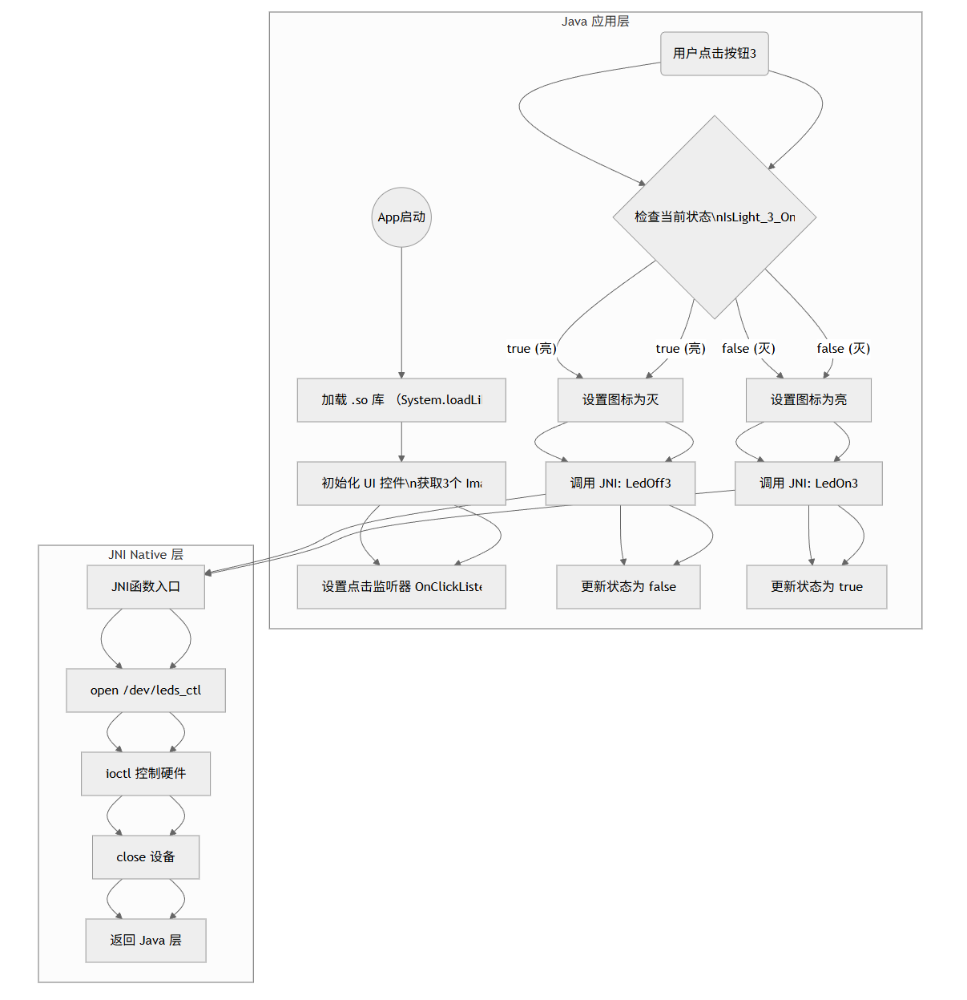 Java 应用层
用户点击按钮3
App启动
检查当前状态\nIsLight_3_On
true (亮)
true (亮)
false (灭)
false (灭)
加载 .so 库 （System.loadLi
设置图标为灭
设置图标为亮
初始化 UI 控件\n获取3个 Ima
调用 JNI: LedOff3
调用 JNI: LedOn3
设置点击监听器 OnClickListe
更新状态为 false
更新状态为 true
JNI Native 层
JNI函数入口
open /dev/leds_ctl
ioctl 控制硬件
close 设备
返回 Java 层